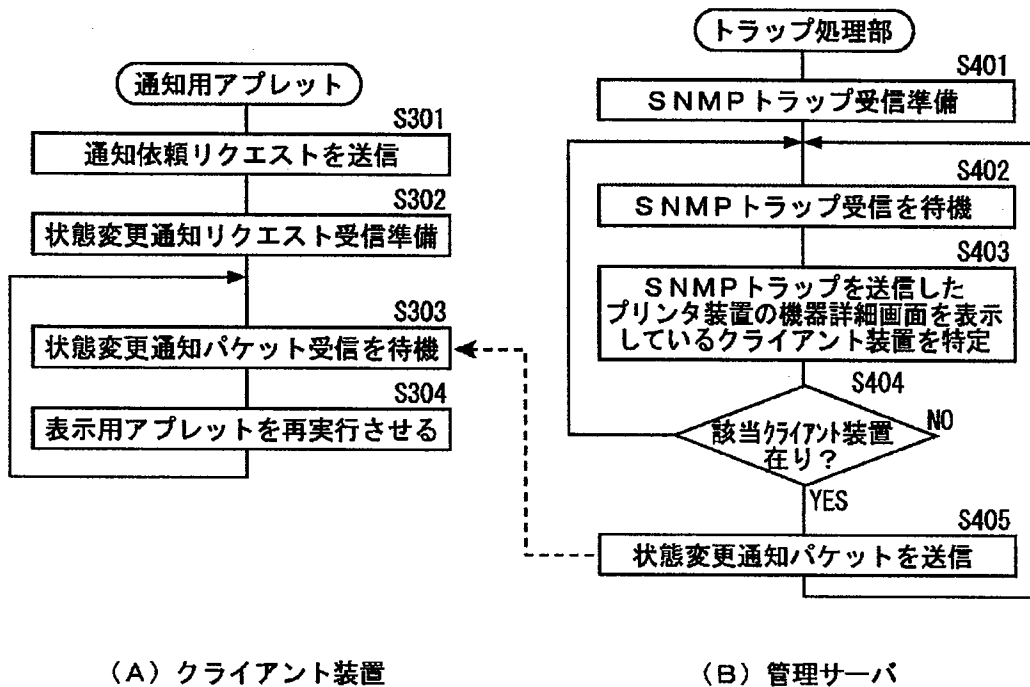 通知用アプレット
S301
通知依頼リクエストを送信
S302
状態変更通知リクエスト受信準備
S303
状態変更通知パケット受信を待機
S304
表示用アプレットを再実行させる
(A)クライアント装置
トラップ処理部
S401
SNMPトラップ受信準備
S402
SNMPトラップ受信を待機
S403
SNMPトラップを送信した
プリンタ装置の機器詳細画面を表示
しているクライアント装置を特定
S404
該当クライアント装置
在り?
NO
YES
S405
状態変更通知パケットを送信
(B)管理サーバ